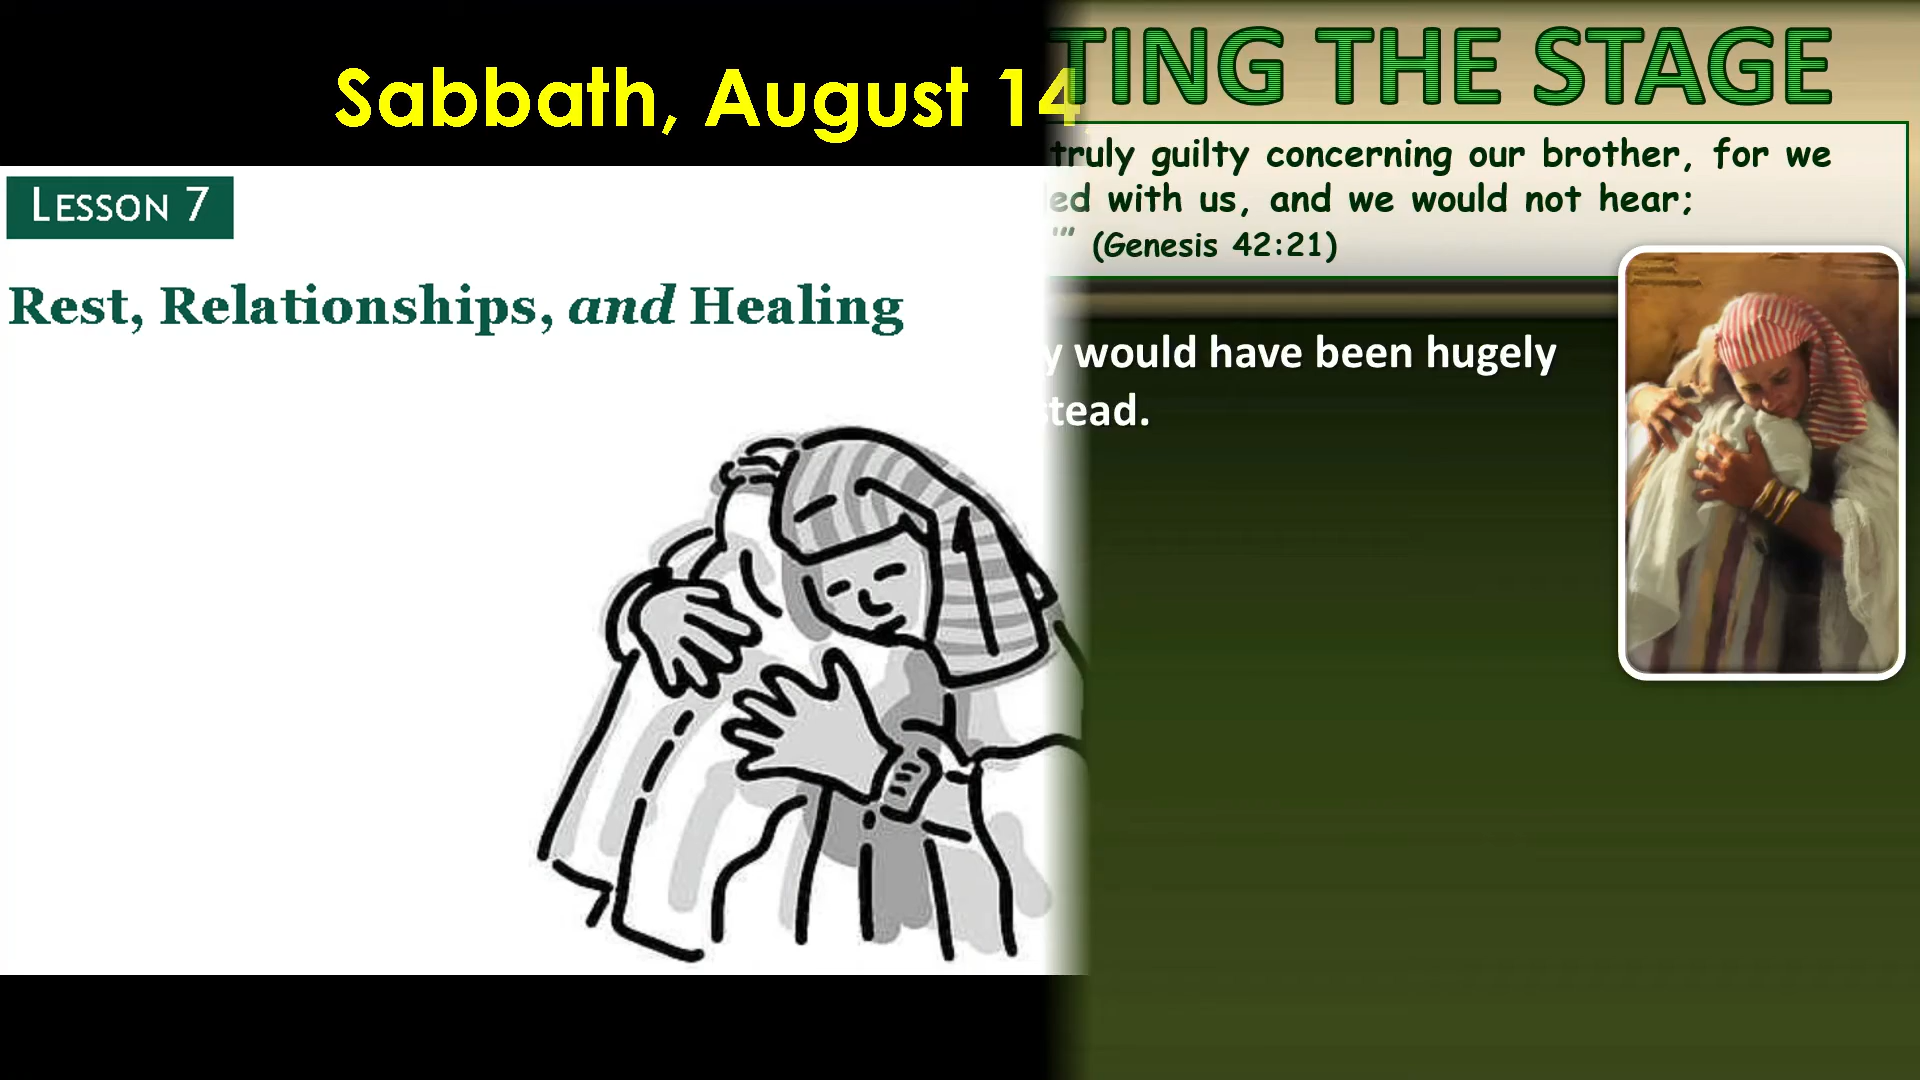 Sabbath, August 14,
LESSON 7
Rest, Relationships, and Healing
TING THE STAGE
truly guilty concerning our brother, for we
ed with us, and we would not hear;
'" (Genesis 42:21)
y would have been hugely
stead.